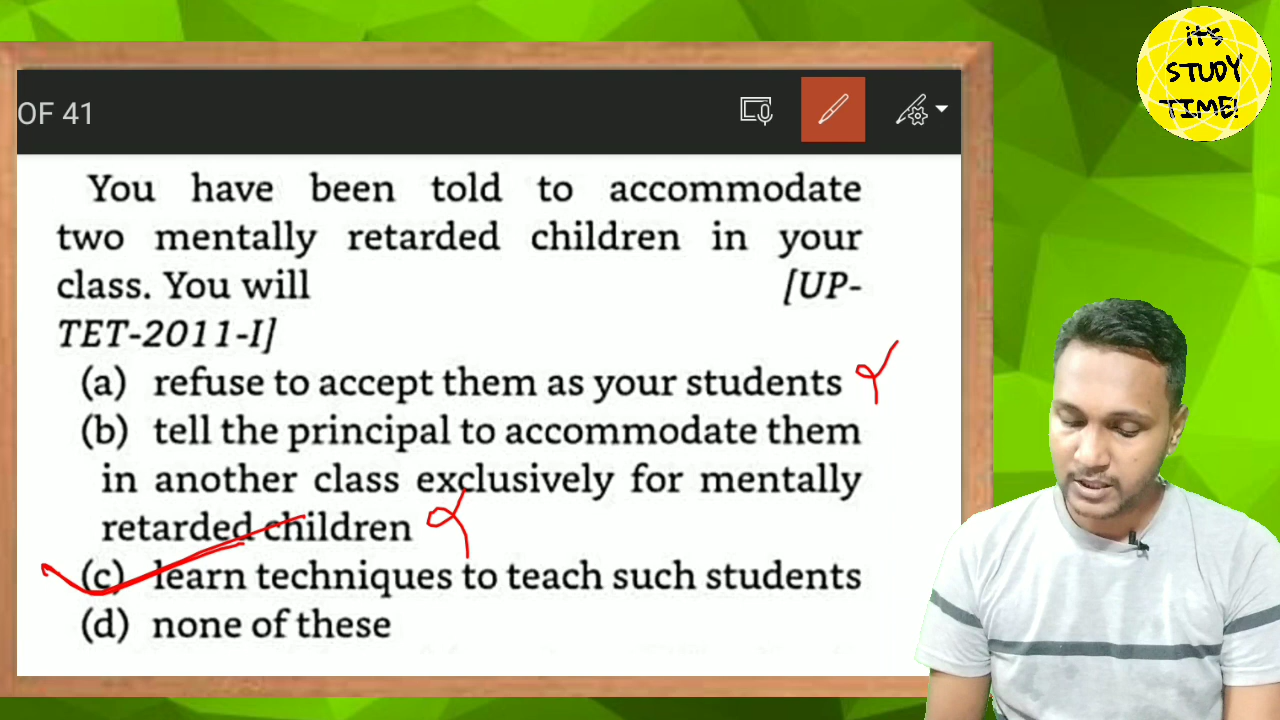 IT'S
STUDY
TIME!
OF 41
You have been told to accommodate
two mentally retarded children in your
class. You will [UP-
TET-2011-I]
(a) refuse to accept them as your students
(b) tell the principal to accommodate them
in another class exclusively for mentally
retarded children
(c) learn techniques to teach such students
(d) none of these